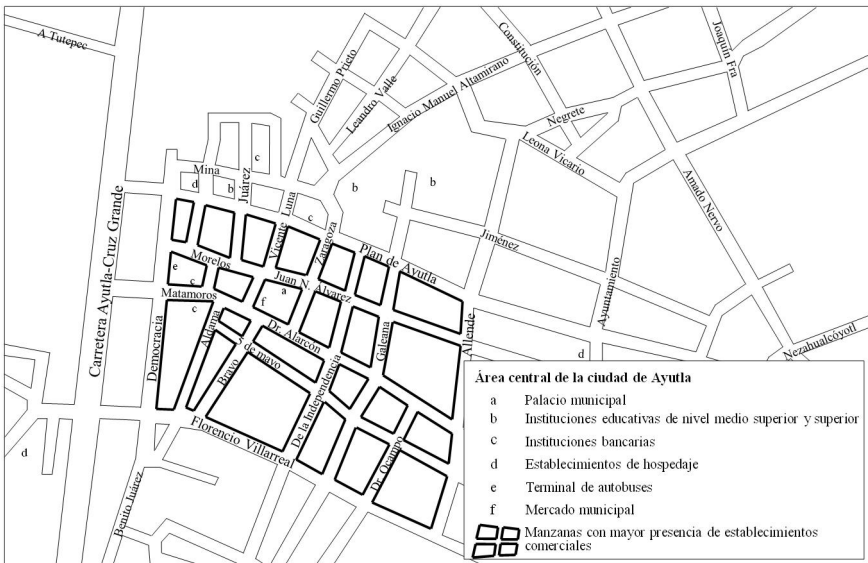 A Tutepec
Guillermo Prieto
Leandro Valle
Ignacio Manuel Altamirano
Constitución
Joaquín Fra
Negrete
Leona Vicario
Amado Nervo
c
Mina
d
b
Juárez
Vicente Luna
c
b
b
Zaragoza
Carretera Ayutla-Cruz Grande
Morelos
Plan de Ayutla
Jiménez
Ayuntamiento
e
c
Juan N. Alvarez
a
f
Matamoros
c
Democracia
Aldana
Bravo
Dr. Alarcón
5 de mayo
Galeana
Allende
Nezahualcóyotl
d
De la Independencia
Florencio Villarreal
Dr. Ocampo
Benito Juárez
d
Área central de la ciudad de Ayutla
a Palacio municipal
b Instituciones educativas de nivel medio superior y superior
c Instituciones bancarias
d Establecimientos de hospedaje
e Terminal de autobuses
f Mercado municipal
Manzanas con mayor presencia de establecimientos
comerciales